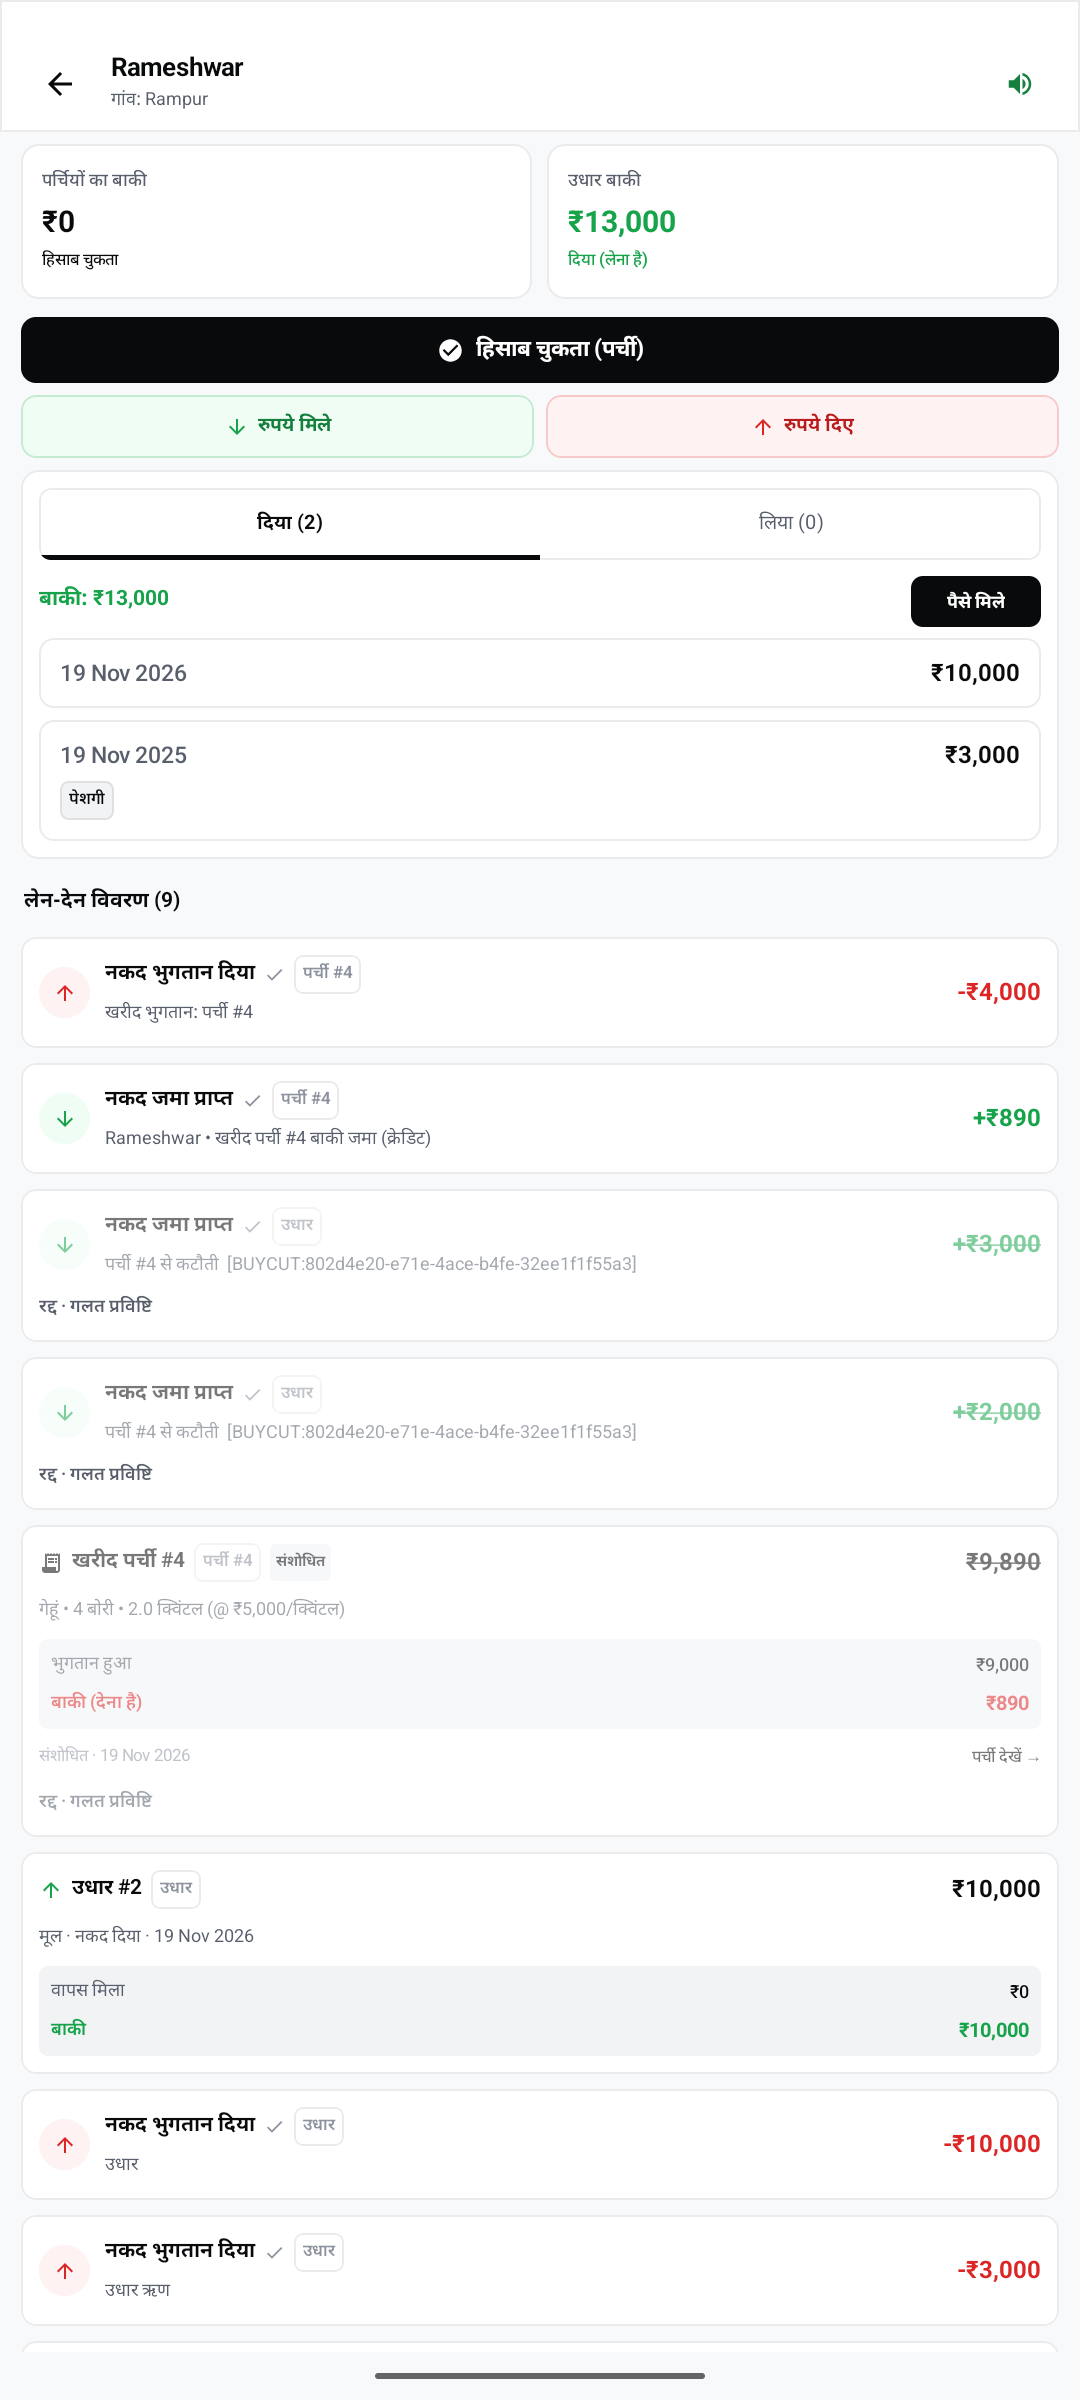 Rameshwar
गांव: Rampur
पर्चियों का बाकी
₹0
हिसाब चुकता
उधार बाकी
₹13,000
दिया (लेना है)
हिसाब चुकता (पर्ची)
रुपये मिले
रुपये दिए
दिया (2)
लिया (0)
बाकी: ₹13,000
पैसे मिले
19 Nov 2026 ₹10,000
19 Nov 2025 ₹3,000
पेशगी
लेन-देन विवरण (9)
नकद भुगतान दिया पर्ची #4
खरीद भुगतान: पर्ची #4
-₹4,000
नकद जमा प्राप्त पर्ची #4
Rameshwar • खरीद पर्ची #4 बाकी जमा (क्रेडिट)
+₹890
नकद जमा प्राप्त उधार
पर्ची #4 से कटौती [BUYCUT:802d4e20-e71e-4ace-b4fe-32ee1f1f55a3]
+₹3,000
रद्द · गलत प्रविष्टि
नकद जमा प्राप्त उधार
पर्ची #4 से कटौती [BUYCUT:802d4e20-e71e-4ace-b4fe-32ee1f1f55a3]
+₹2,000
रद्द · गलत प्रविष्टि
खरीद पर्ची #4 पर्ची #4 संशोधित ₹9,890
गेहूं • 4 बोरी • 2.0 क्विंटल (@ ₹5,000/क्विंटल)
भुगतान हुआ ₹9,000
बाकी (देना है) ₹890
संशोधित · 19 Nov 2026 पर्ची देखें →
रद्द · गलत प्रविष्टि
उधार #2 उधार ₹10,000
मूल · नकद दिया · 19 Nov 2026
वापस मिला ₹0
बाकी ₹10,000
नकद भुगतान दिया उधार
उधार
-₹10,000
नकद भुगतान दिया उधार
उधार ऋण
-₹3,000